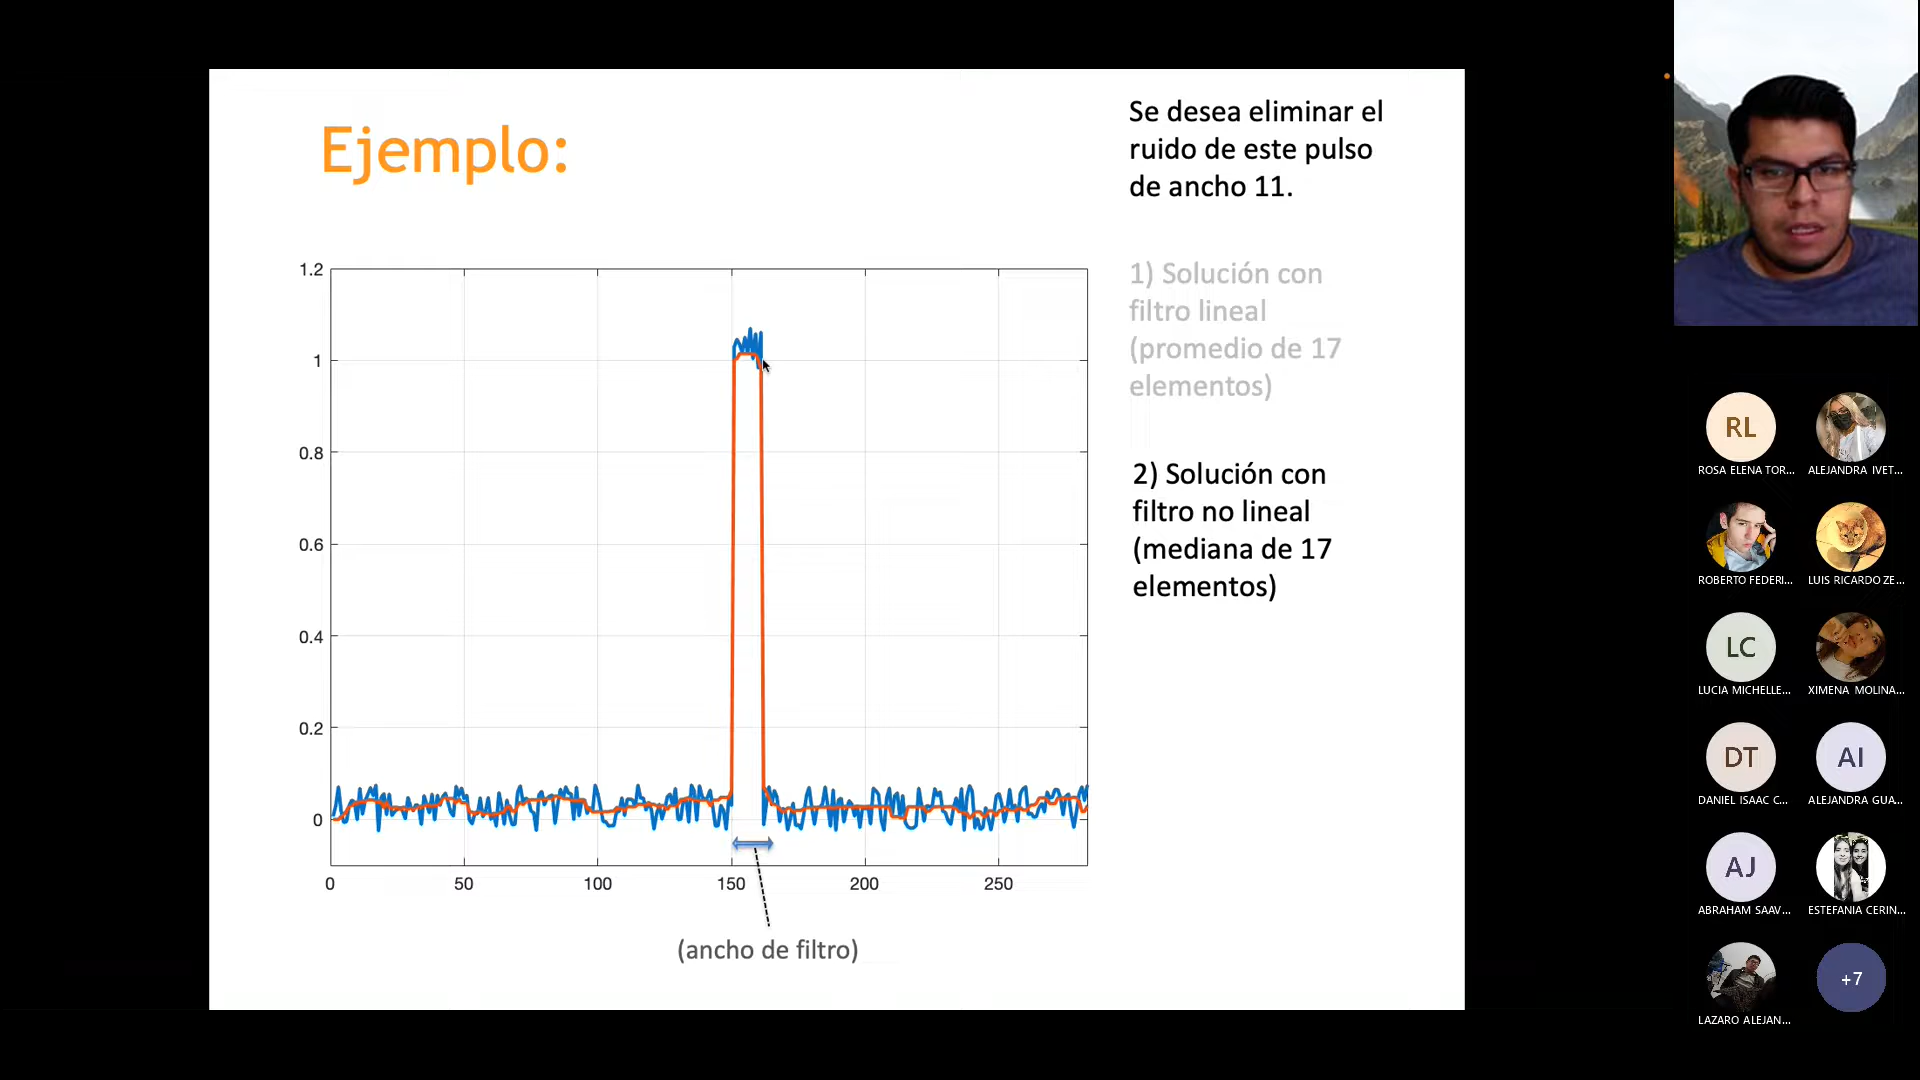 Ejemplo:
Se desea eliminar el
ruido de este pulso
de ancho 11.
1) Solución con
filtro lineal
(promedio de 17
elementos)
2) Solución con
filtro no lineal
(mediana de 17
elementos)
1.2
1
0.8
0.6
0.4
0.2
0
0 50 100 150 200 250
(ancho de filtro)
RL
ROSA ELENA TOR...
ALEJANDRA IVET...
ROBERTO FEDERI...
LUIS RICARDO ZE...
LC
LUCIA MICHELLE...
XIMENA MOLINA...
DT
DANIEL ISAAC C...
AI
ALEJANDRA GUA...
AJ
ABRAHAM SAAV...
ESTEFANIA CERIN...
LAZARO ALEJAN...
+7